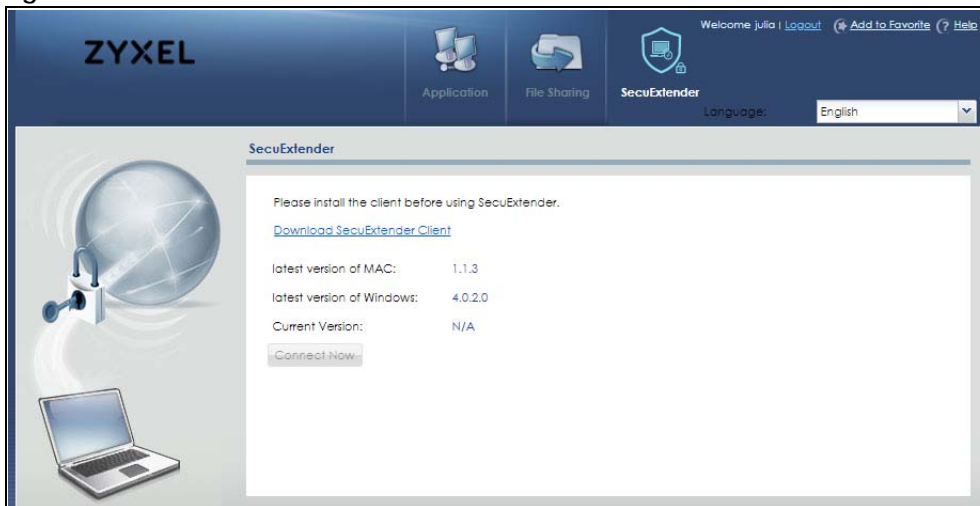 ZYXEL
Welcome julia | Logout Add to Favorite ? Help
Application
File Sharing
SecuExtender
Language: English
SecuExtender
Please install the client before using SecuExtender.
Download SecuExtender Client
latest version of MAC: 1.1.3
latest version of Windows: 4.0.2.0
Current Version: N/A
Connect Now